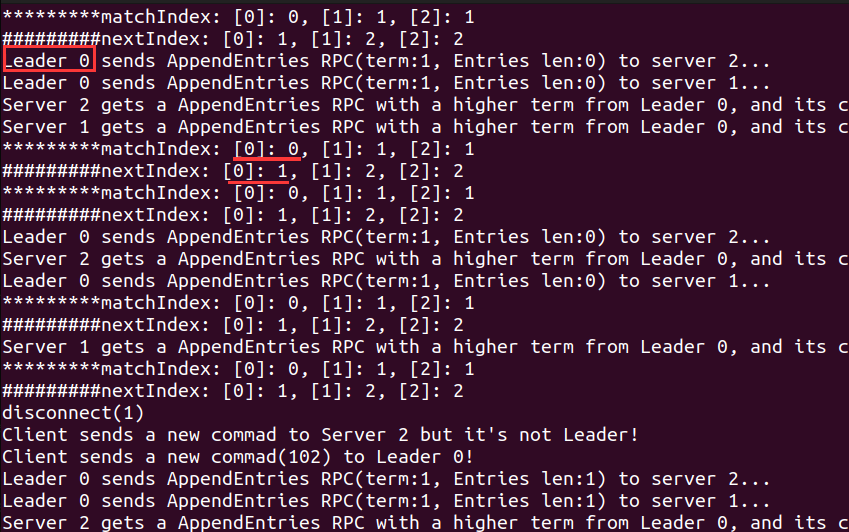 *********matchIndex: [0]: 0, [1]: 1, [2]: 1
#########nextIndex: [0]: 1, [1]: 2, [2]: 2
Leader 0 sends AppendEntries RPC(term:1, Entries len:0) to server 2...
Leader 0 sends AppendEntries RPC(term:1, Entries len:0) to server 1...
Server 2 gets a AppendEntries RPC with a higher term from Leader 0, and its c
Server 1 gets a AppendEntries RPC with a higher term from Leader 0, and its c
*********matchIndex: [0]: 0, [1]: 1, [2]: 1
#########nextIndex: [0]: 1, [1]: 2, [2]: 2
*********matchIndex: [0]: 0, [1]: 1, [2]: 1
#########nextIndex: [0]: 1, [1]: 2, [2]: 2
Leader 0 sends AppendEntries RPC(term:1, Entries len:0) to server 2...
Server 2 gets a AppendEntries RPC with a higher term from Leader 0, and its c
Leader 0 sends AppendEntries RPC(term:1, Entries len:0) to server 1...
*********matchIndex: [0]: 0, [1]: 1, [2]: 1
#########nextIndex: [0]: 1, [1]: 2, [2]: 2
Server 1 gets a AppendEntries RPC with a higher term from Leader 0, and its c
*********matchIndex: [0]: 0, [1]: 1, [2]: 1
#########nextIndex: [0]: 1, [1]: 2, [2]: 2
disconnect(1)
Client sends a new commad to Server 2 but it's not Leader!
Client sends a new commad(102) to Leader 0!
Leader 0 sends AppendEntries RPC(term:1, Entries len:1) to server 2...
Leader 0 sends AppendEntries RPC(term:1, Entries len:1) to server 1...
Server 2 gets a AppendEntries RPC with a higher term from Leader 0, and its c